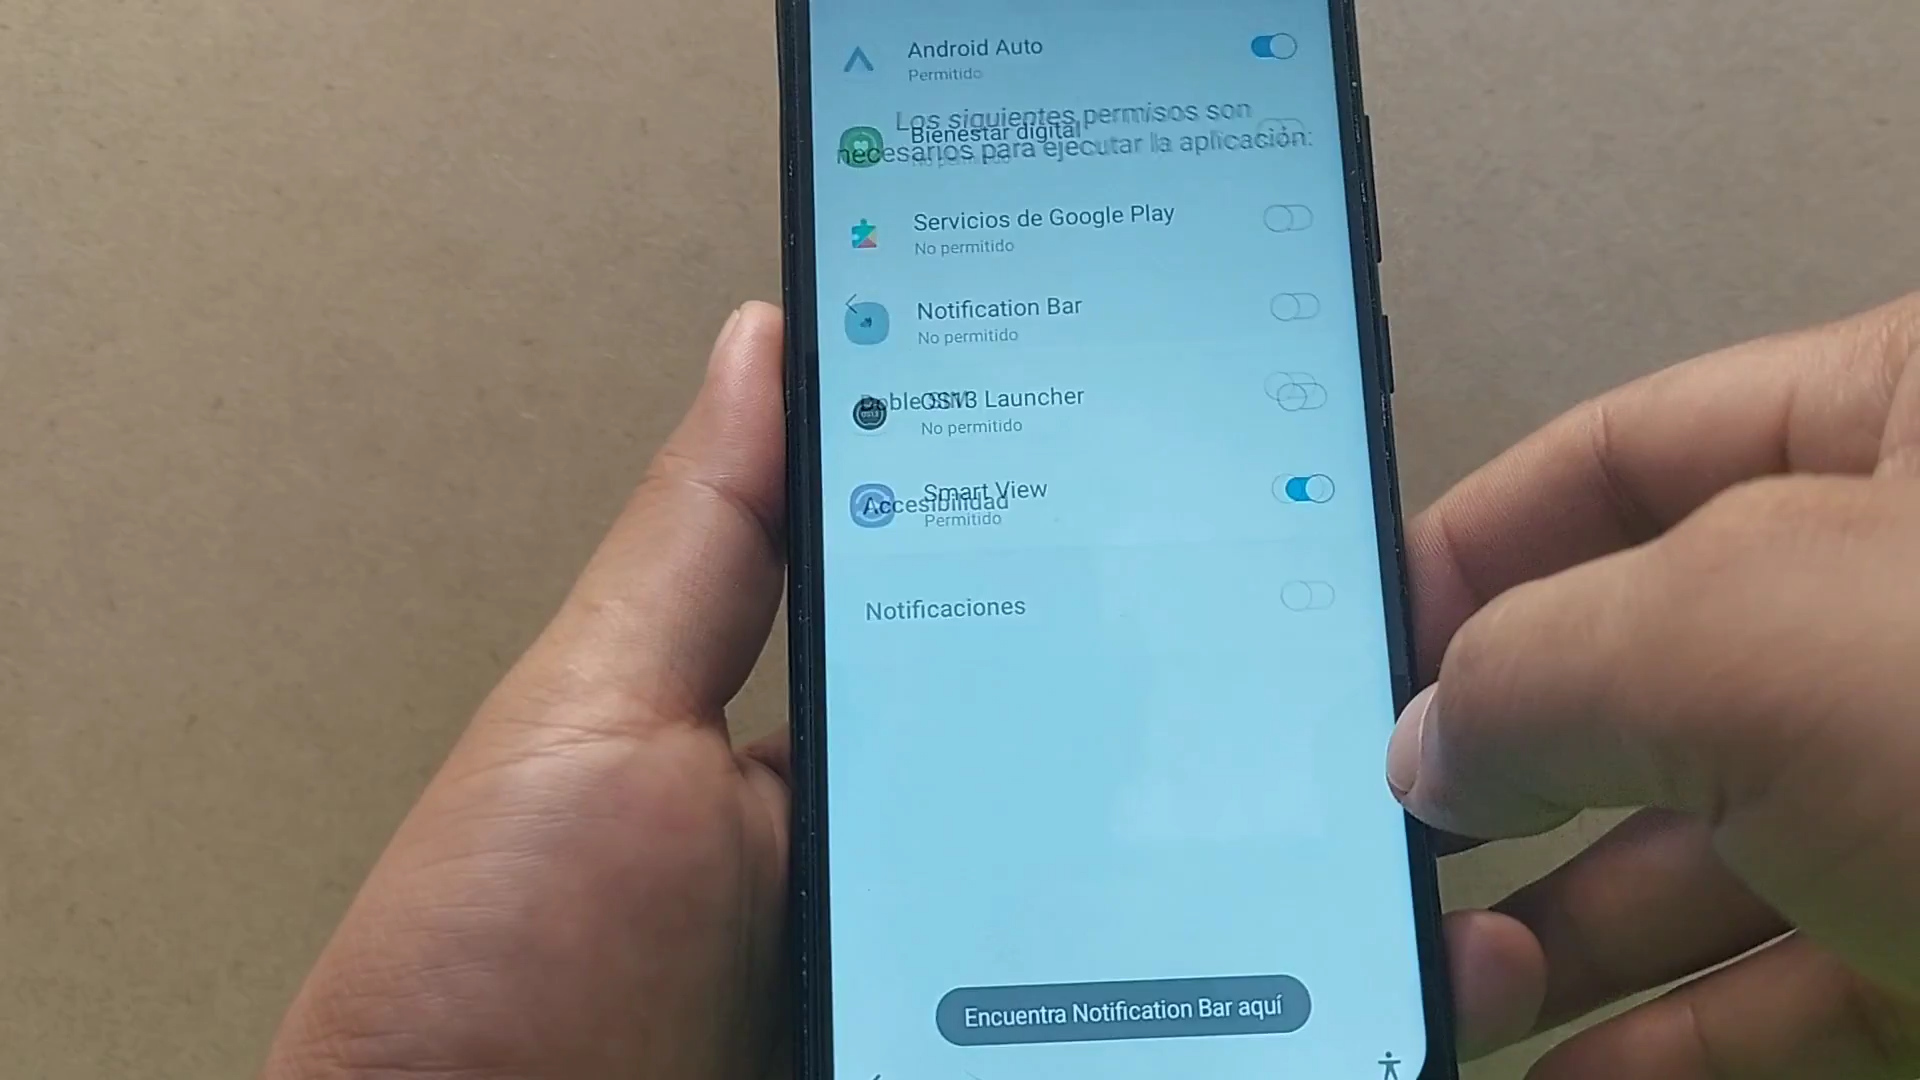 Android Auto
Permitido
Los siguientes permisos son
Bienestar digital
necesarios para ejecutar la aplicación:
Servicios de Google Play
No permitido
Notification Bar
No permitido
OS13 Launcher
No permitido
Smart View
Accesibilidad
Permitido
Notificaciones
Encuentra Notification Bar aquí